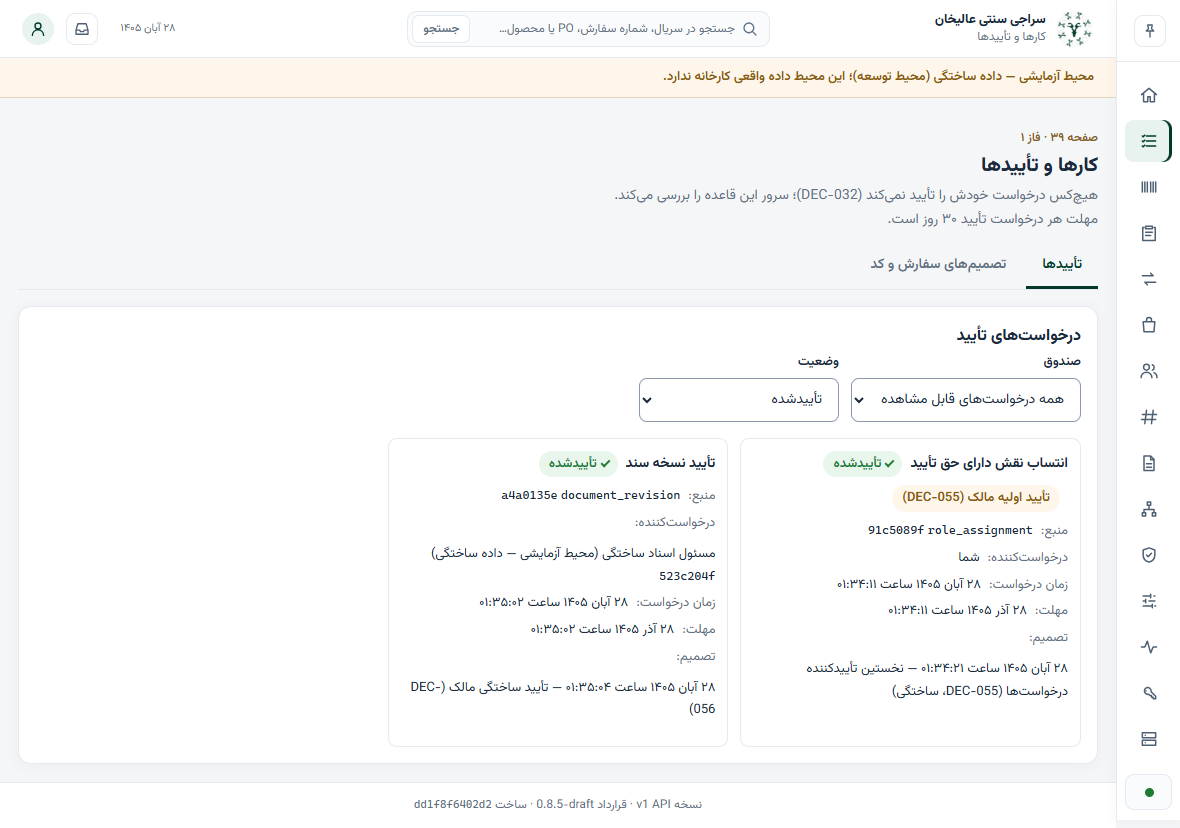 سراجی سنتی عالیخان
کارها و تأییدها
جستجو در سریال، شماره سفارش، PO یا محصول...
جستجو
۲۸ آبان ۱۴۰۵
محیط آزمایشی — داده ساختگی (محیط توسعه)؛ این محیط داده واقعی کارخانه ندارد.
صفحه ۳۹ · فاز ۱
کارها و تأییدها
هیچ‌کس درخواست خودش را تأیید نمی‌کند (DEC-032)؛ سرور این قاعده را بررسی می‌کند.
مهلت هر درخواست تأیید ۳۰ روز است.
تأییدها
تصمیم‌های سفارش و کد
درخواست‌های تأیید
صندوق
وضعیت
همه درخواست‌های قابل مشاهده
تأییدشده
انتساب نقش دارای حق تأیید
تأییدشده
تأیید اولیه مالک (DEC-055)
منبع: role_assignment 91c5089f
درخواست‌کننده: شما
زمان درخواست: ۲۸ آبان ۱۴۰۵ ساعت ۰۱:۳۴:۱۱
مهلت: ۲۸ آذر ۱۴۰۵ ساعت ۰۱:۳۴:۱۱
تصمیم:
۲۸ آبان ۱۴۰۵ ساعت ۰۱:۳۴:۲۱ — نخستین تأییدکننده
درخواست‌ها (DEC-055، ساختگی)
تأیید نسخه سند
تأییدشده
منبع: document_revision a4a0135e
درخواست‌کننده:
مسئول اسناد ساختگی (محیط آزمایشی — داده ساختگی)
523c204f
زمان درخواست: ۲۸ آبان ۱۴۰۵ ساعت ۰۱:۳۵:۰۲
مهلت: ۲۸ آذر ۱۴۰۵ ساعت ۰۱:۳۵:۰۲
تصمیم:
۲۸ آبان ۱۴۰۵ ساعت ۰۱:۳۵:۰۴ — تأیید ساختگی مالک (DEC-
056)
نسخه API v1 · قرارداد 0.8.5-draft · ساخت dd1f8f6402d2